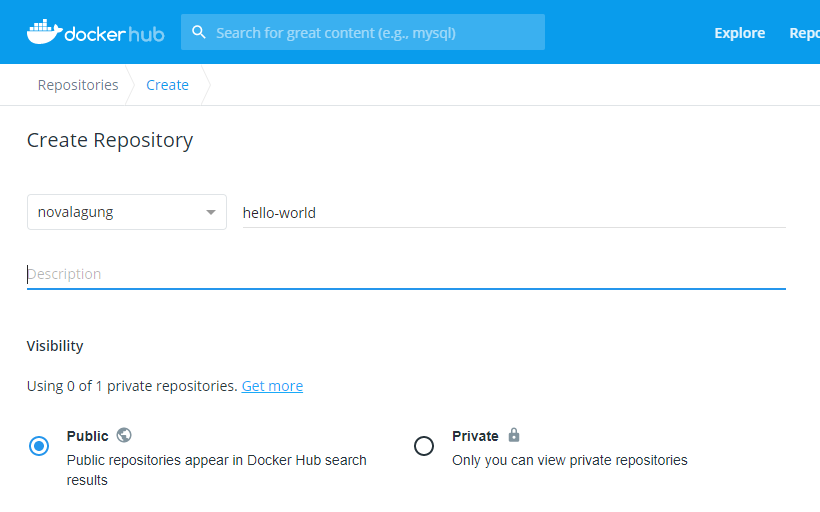 docker hub
Search for great content (e.g., mysql)
Explore
Repo
Repositories
Create
Create Repository
novalagung
hello-world
Description
Visibility
Using 0 of 1 private repositories. Get more
Public
Public repositories appear in Docker Hub search
results
Private
Only you can view private repositories